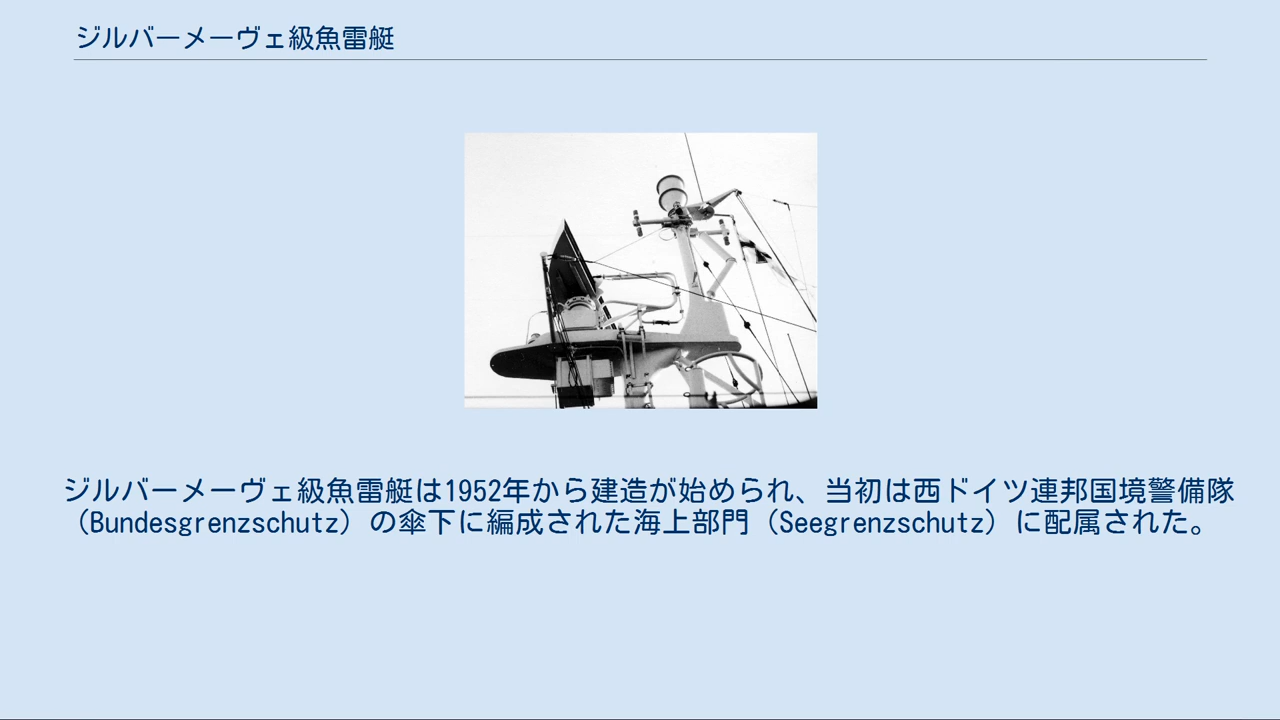 ジルバーメーヴェ級魚雷艇
ジルバーメーヴェ級魚雷艇は1952年から建造が始められ、当初は西ドイツ連邦国境警備隊
（Bundesgrenzschutz）の傘下に編成された海上部門（Seegrenzschutz）に配属された。